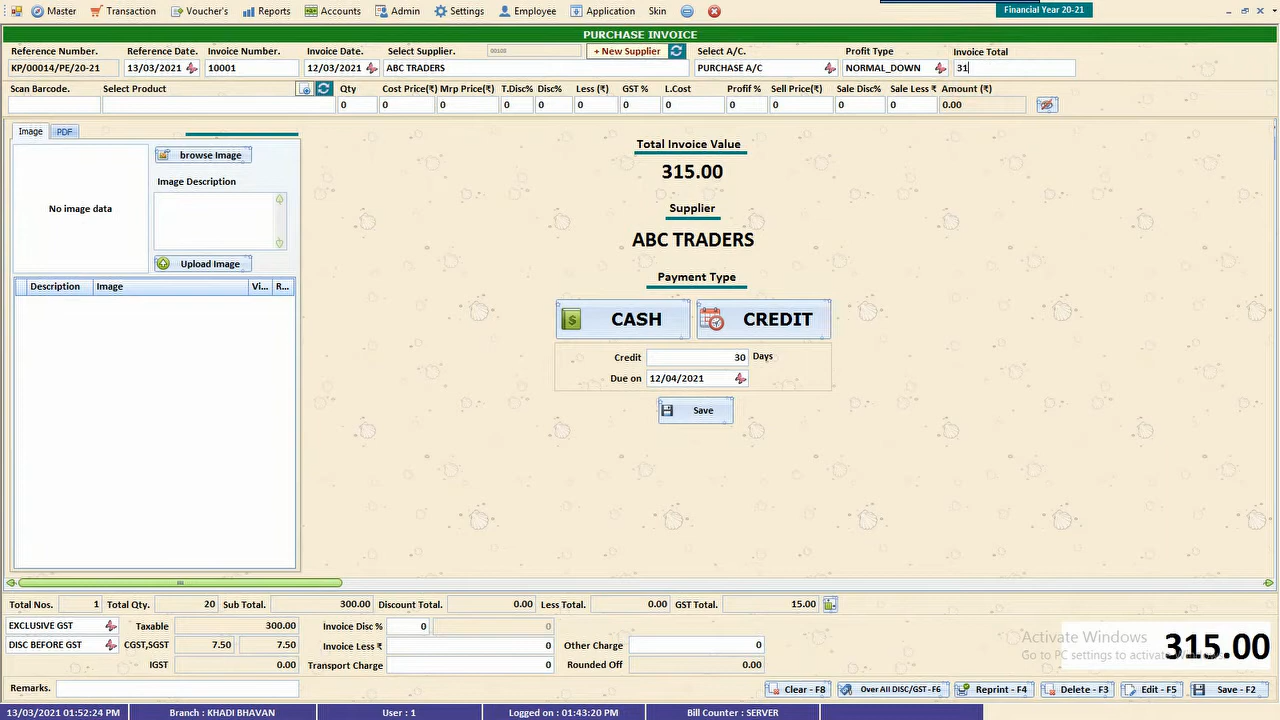 Master Transaction Voucher's Reports Accounts Admin Settings Employee Application Skin
Financial Year 20-21
PURCHASE INVOICE
Reference Number. Reference Date. Invoice Number. Invoice Date. Select Supplier. 00108 + New Supplier Select A/C. Profit Type Invoice Total
KP/00014/PE/20-21 13/03/2021 10001 12/03/2021 ABC TRADERS PURCHASE A/C NORMAL_DOWN 31
Scan Barcode. Select Product Qty Cost Price(₹) Mrp Price(₹) T.Disc% Disc% Less (₹) GST % L.Cost Profit % Sell Price(₹) Sale Disc% Sale Less ₹ Amount (₹)
0 0 0 0 0 0 0 0 0 0 0 0 0.00
Image PDF
browse Image
Image Description
No image data
Upload Image
Description Image Vi... R...
Total Invoice Value
315.00
Supplier
ABC TRADERS
Payment Type
CASH CREDIT
Credit 30 Days
Due on 12/04/2021
Save
Total Nos. 1 Total Qty. 20 Sub Total. 300.00 Discount Total. 0.00 Less Total. 0.00 GST Total. 15.00
EXCLUSIVE GST Taxable 300.00 Invoice Disc % 0 0
DISC BEFORE GST CGST,SGST 7.50 7.50 Invoice Less ₹ 0 Other Charge 0
IGST 0.00 Transport Charge 0 Rounded Off 0.00
Activate Windows
Go to PC settings to activate Windows.
315.00
Remarks. Clear - F8 Over All DISC/GST - F6 Reprint - F4 Delete - F3 Edit - F5 Save - F2
13/03/2021 01:52:24 PM Branch : KHADI BHAVAN User : 1 Logged on : 01:43:20 PM Bill Counter : SERVER